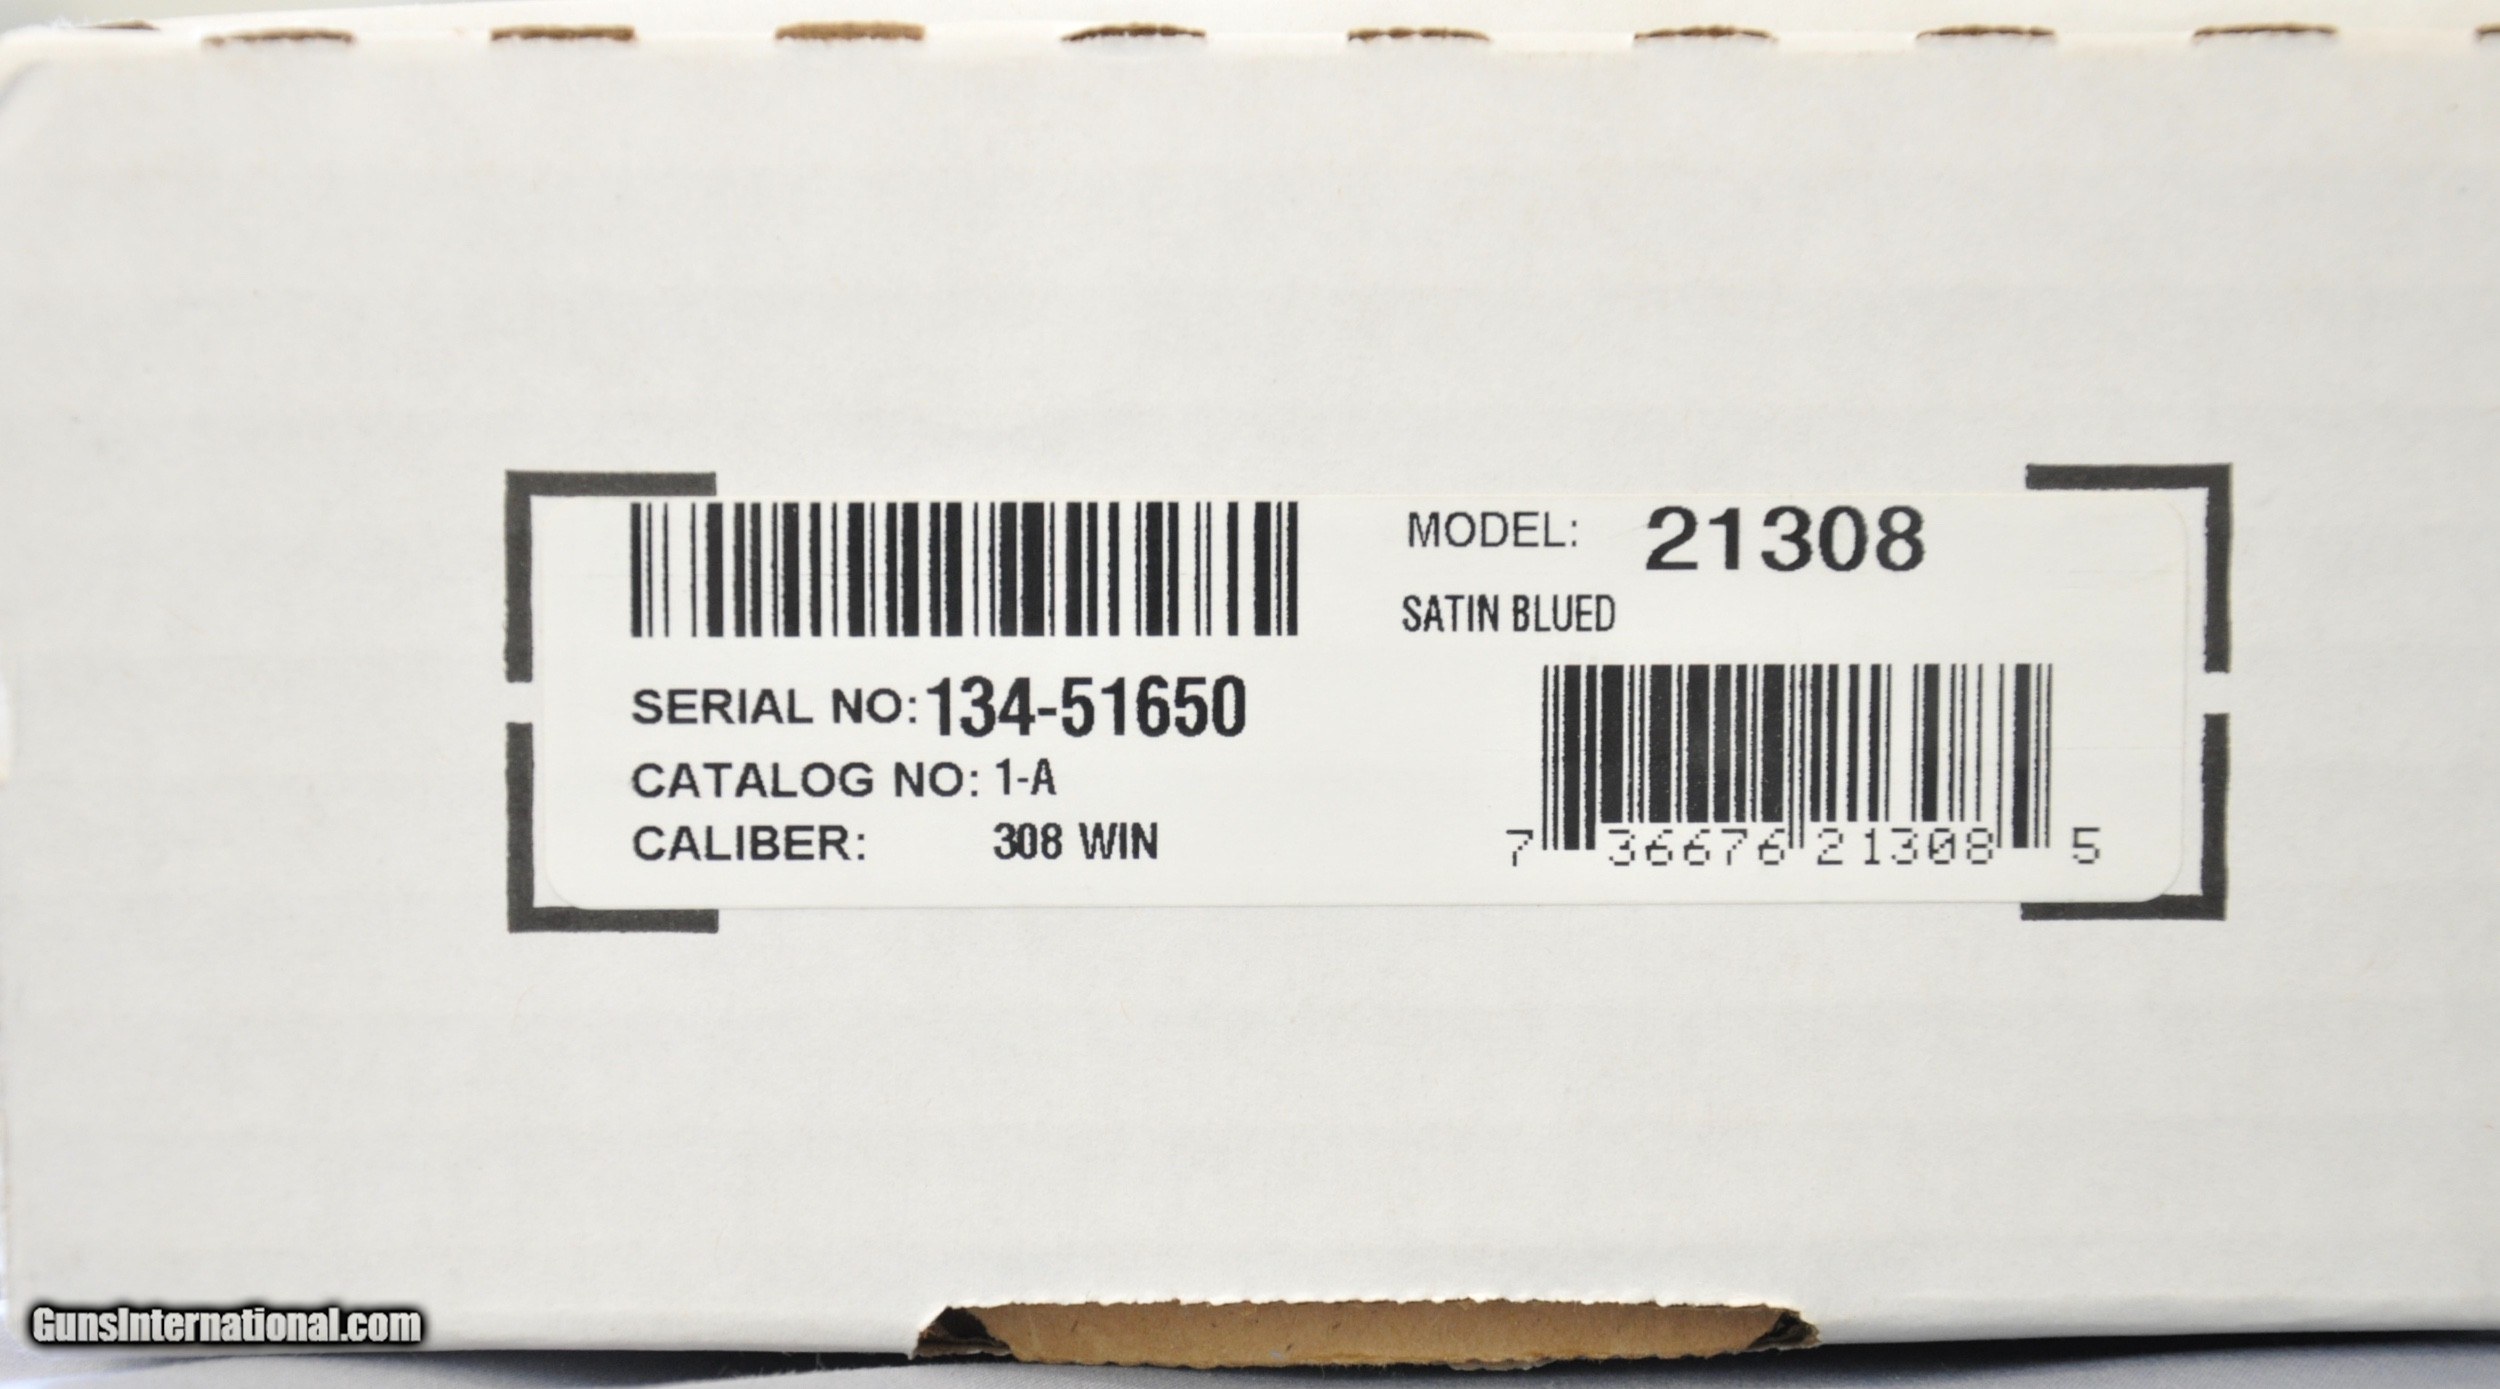 MODEL: 21308
SATIN BLUED
SERIAL NO: 134-51650
CATALOG NO: 1-A
CALIBER: 308 WIN
7 36676 21308 5
GunsInternational.com